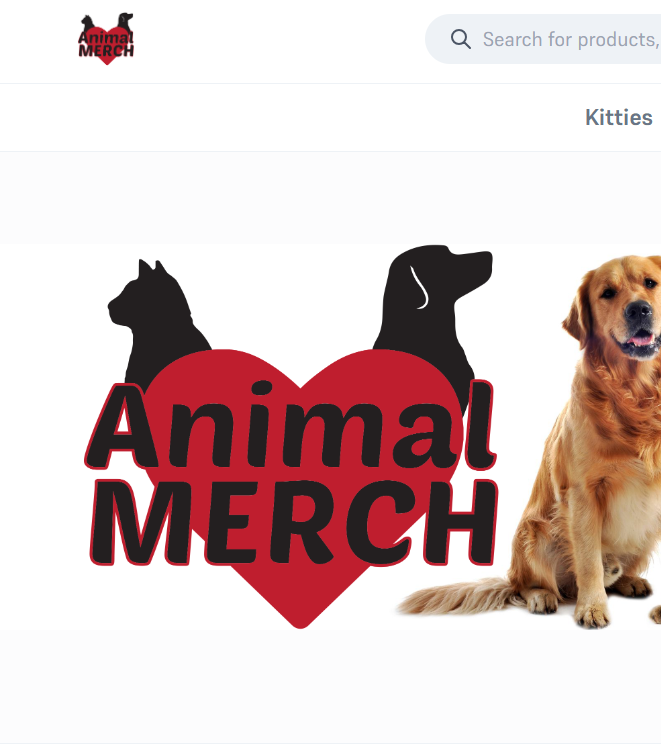 Animal
MERCH
Search for products,
Kitties
Animal
MERCH